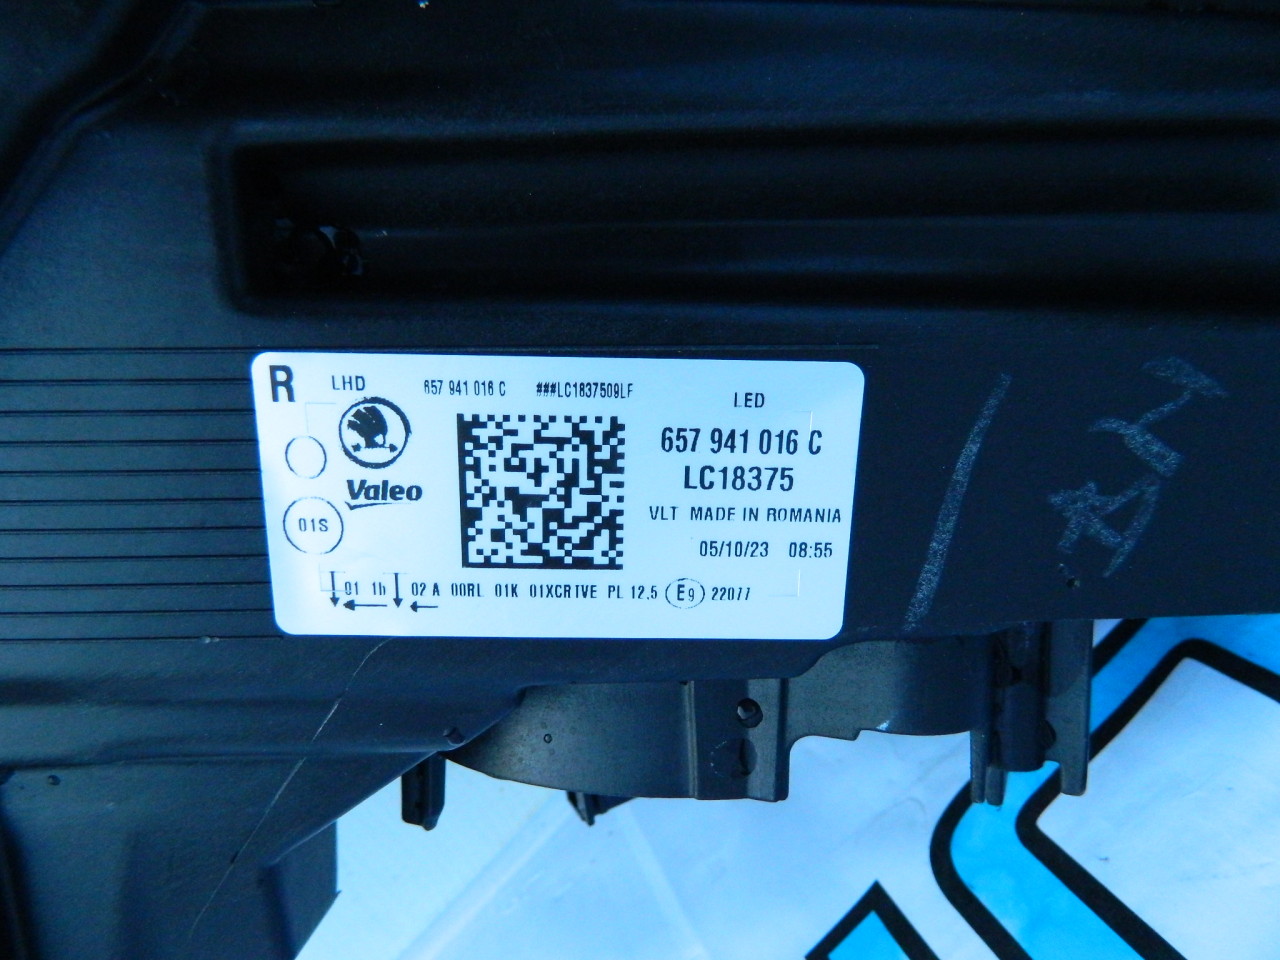 R LHD 657 941 016 C ###LC1837509LF LED
657 941 016 C
LC18375
Valeo
01S
VLT MADE IN ROMANIA
05/10/23 08:55
01 1h 02 A 00RL 01K 01XCRTVE PL 12.5 E9 22077